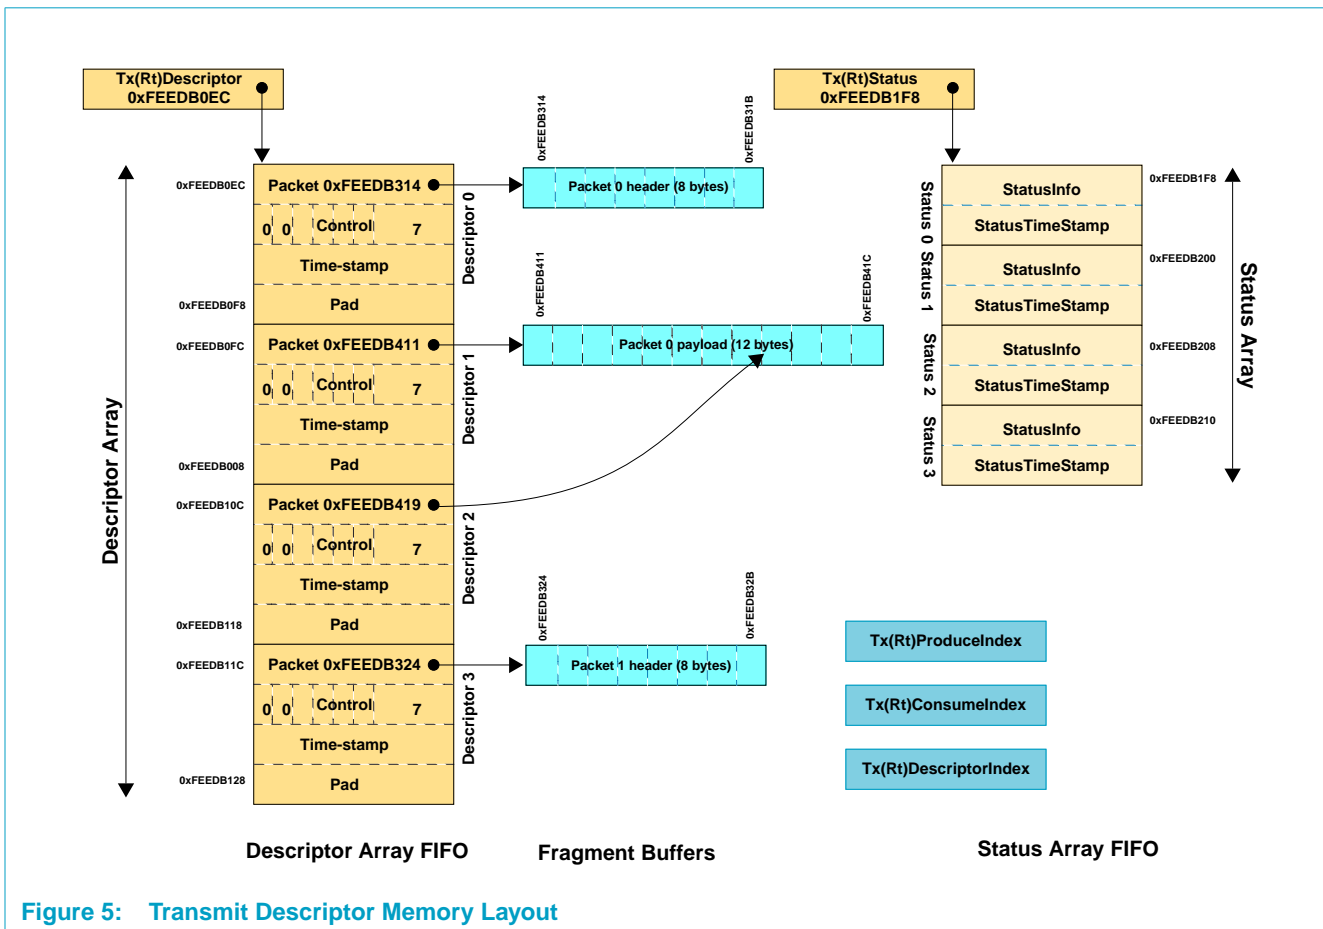 Tx(Rt)Descriptor
0xFEEDB0EC
Tx(Rt)Status
0xFEEDB1F8
Descriptor Array
0xFEEDB0EC
Packet 0xFEEDB314
0 0 Control 7
Time-stamp
0xFEEDB0F8
Pad
Descriptor 0
0xFEEDB0FC
Packet 0xFEEDB411
0 0 Control 7
Time-stamp
0xFEEDB008
Pad
Descriptor 1
0xFEEDB10C
Packet 0xFEEDB419
0 0 Control 7
Time-stamp
0xFEEDB118
Pad
Descriptor 2
0xFEEDB11C
Packet 0xFEEDB324
0 0 Control 7
Time-stamp
0xFEEDB128
Pad
Descriptor 3
0xFEEDB314
0xFEEDB31B
Packet 0 header (8 bytes)
0xFEEDB411
0xFEEDB41C
Packet 0 payload (12 bytes)
0xFEEDB324
0xFEEDB32B
Packet 1 header (8 bytes)
Status 0
StatusInfo
StatusTimeStamp
0xFEEDB1F8
Status 1
StatusInfo
StatusTimeStamp
0xFEEDB200
Status 2
StatusInfo
StatusTimeStamp
0xFEEDB208
Status 3
StatusInfo
StatusTimeStamp
0xFEEDB210
Status Array
Tx(Rt)ProduceIndex
Tx(Rt)ConsumeIndex
Tx(Rt)DescriptorIndex
Descriptor Array FIFO
Fragment Buffers
Status Array FIFO
Figure 5: Transmit Descriptor Memory Layout